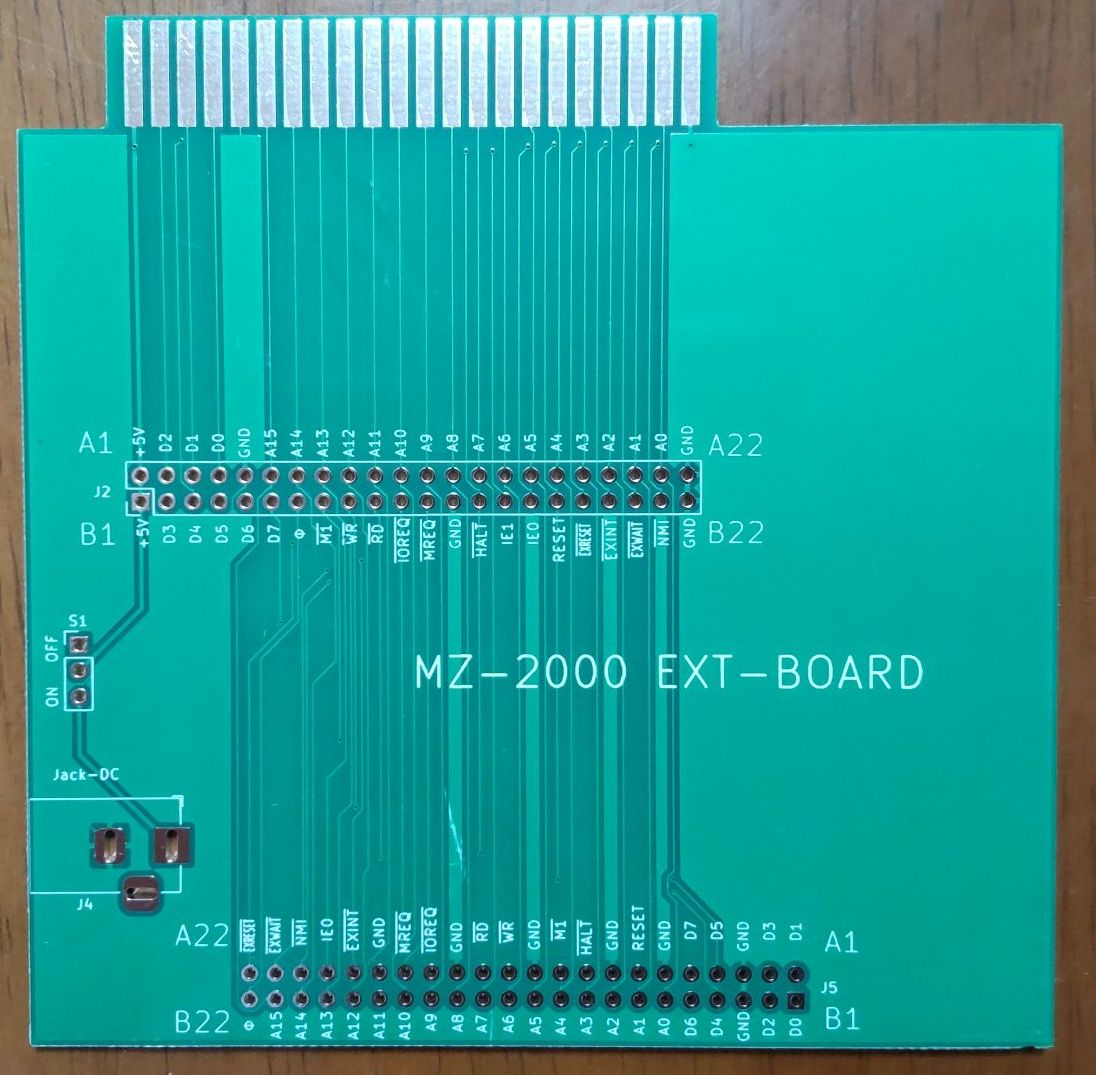 A1 +5V D2 D1 D0 GND A15 A14 A13 A12 A11 A10 A9 A8 A7 A6 A5 A4 A3 A2 A1 A0 GND A22
J2
B1 +5V D3 D4 D5 D6 D7 Φ M1 WR RD IOREQ MREQ GND HALT IE1 IE0 RESET EXRESET EXINT EXWAIT NMI GND B22
S1
OFF
ON
MZ-2000 EXT-BOARD
Jack-DC
J4
A22 EXRESET EXWAIT NMI IE0 EXINT GND MREQ IOREQ GND RD WR GND M1 HALT GND RESET GND D7 D5 GND D3 D1 A1
J5
B22 Φ A15 A14 A13 A12 A11 A10 A9 A8 A7 A6 A5 A4 A3 A2 A1 A0 D6 D4 GND D2 D0 B1